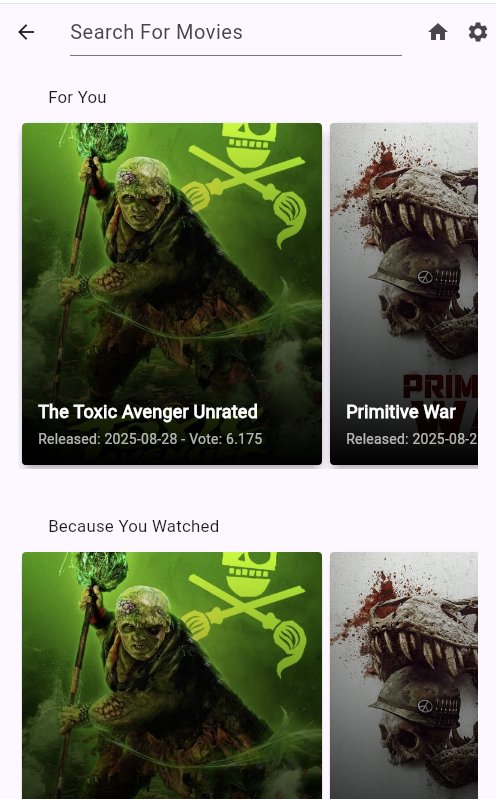 Search For Movies
For You
The Toxic Avenger Unrated
Released: 2025-08-28 - Vote: 6.175
PRIM
WA
Primitive War
Released: 2025-08-2
Because You Watched